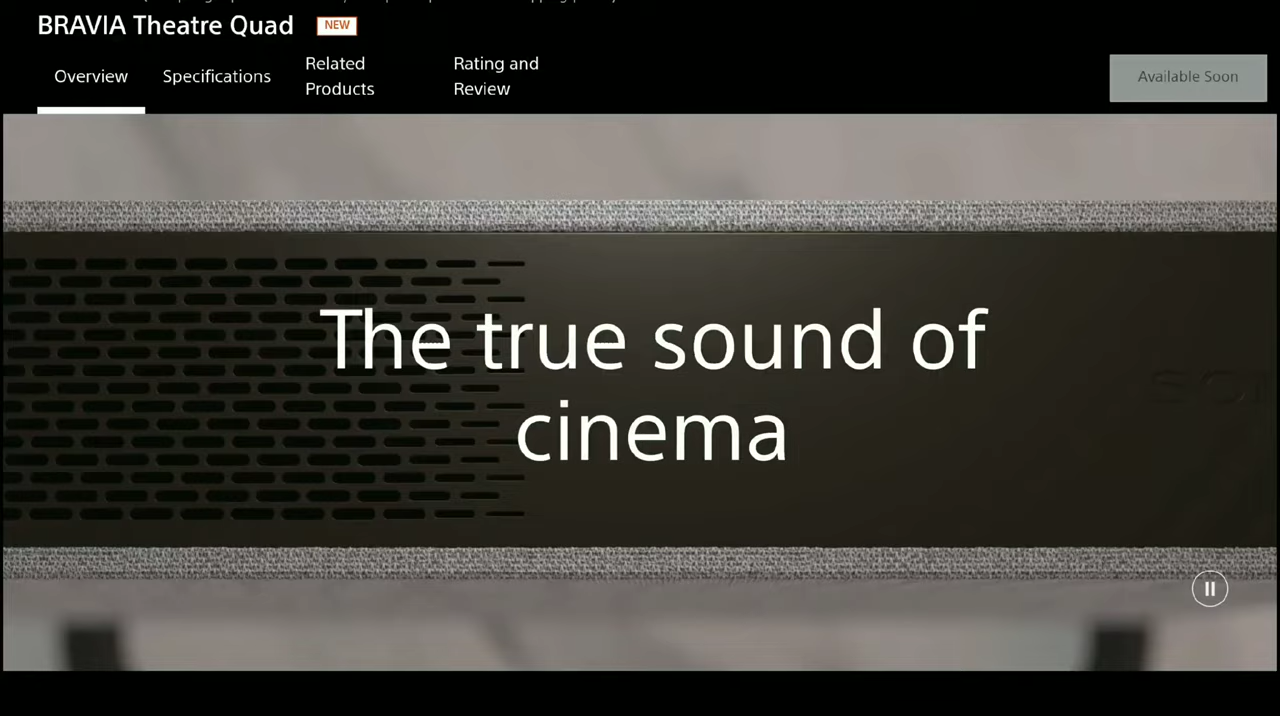 BRAVIA Theatre Quad NEW
Overview
Specifications
Related
Products
Rating and
Review
Available Soon
The true sound of
cinema